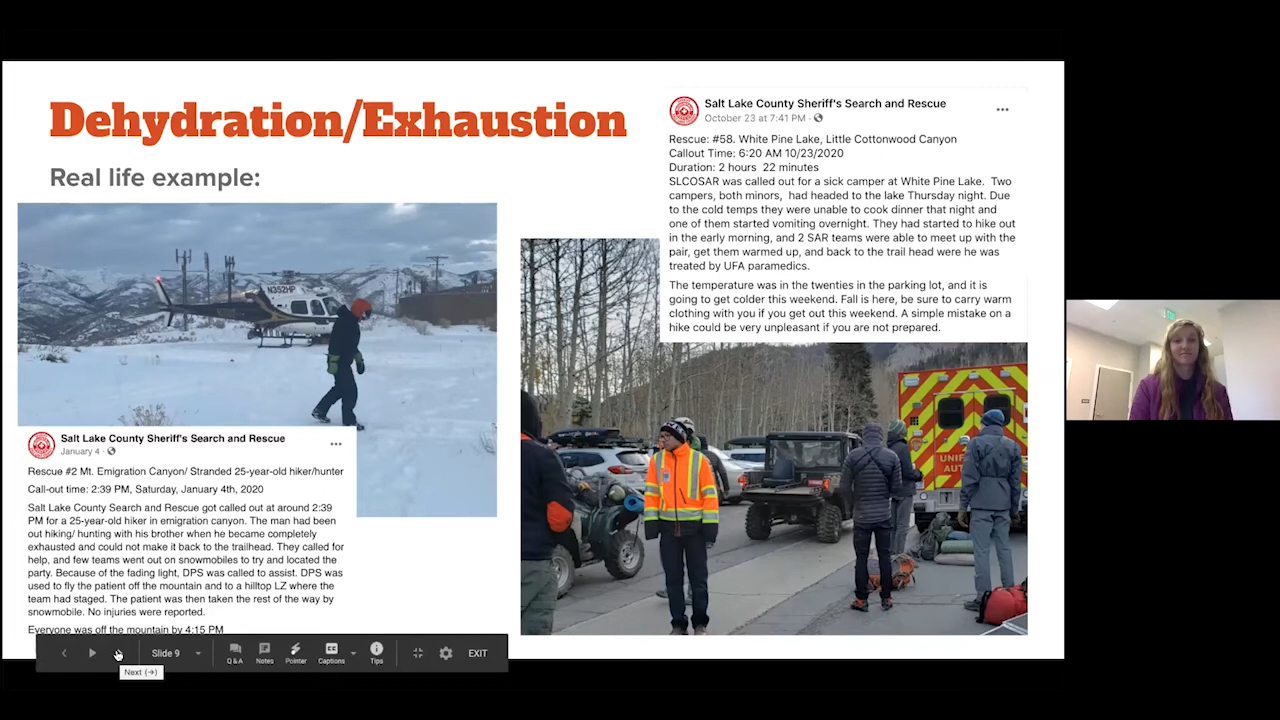 Dehydration/Exhaustion
Real life example:
N352HP
Salt Lake County Sheriff's Search and Rescue
January 4 ·
Rescue #2 Mt. Emigration Canyon/ Stranded 25-year-old hiker/hunter
Call-out time: 2:39 PM, Saturday, January 4th, 2020
Salt Lake County Search and Rescue got called out at around 2:39
PM for a 25-year-old hiker in emigration canyon. The man had been
out hiking/ hunting with his brother when he became completely
exhausted and could not make it back to the trailhead. They called for
help, and few teams went out on snowmobiles to try and located the
party. Because of the fading light, DPS was called to assist. DPS was
used to fly the patient off the mountain and to a hilltop LZ where the
team had staged. The patient was then taken the rest of the way by
snowmobile. No injuries were reported.
Everyone was off the mountain by 4:15 PM
Salt Lake County Sheriff's Search and Rescue
October 23 at 7:41 PM ·
Rescue: #58. White Pine Lake, Little Cottonwood Canyon
Callout Time: 6:20 AM 10/23/2020
Duration: 2 hours 22 minutes
SLCOSAR was called out for a sick camper at White Pine Lake. Two
campers, both minors, had headed to the lake Thursday night. Due
to the cold temps they were unable to cook dinner that night and
one of them started vomiting overnight. They had started to hike out
in the early morning, and 2 SAR teams were able to meet up with the
pair, get them warmed up, and back to the trail head were he was
treated by UFA paramedics.
The temperature was in the twenties in the parking lot, and it is
going to get colder this weekend. Fall is here, be sure to carry warm
clothing with you if you get out this weekend. A simple mistake on a
hike could be very unpleasant if you are not prepared.
UNIF
AUT
Slide 9
Q & A
Notes
Pointer
Captions
Tips
EXIT
Next (→)